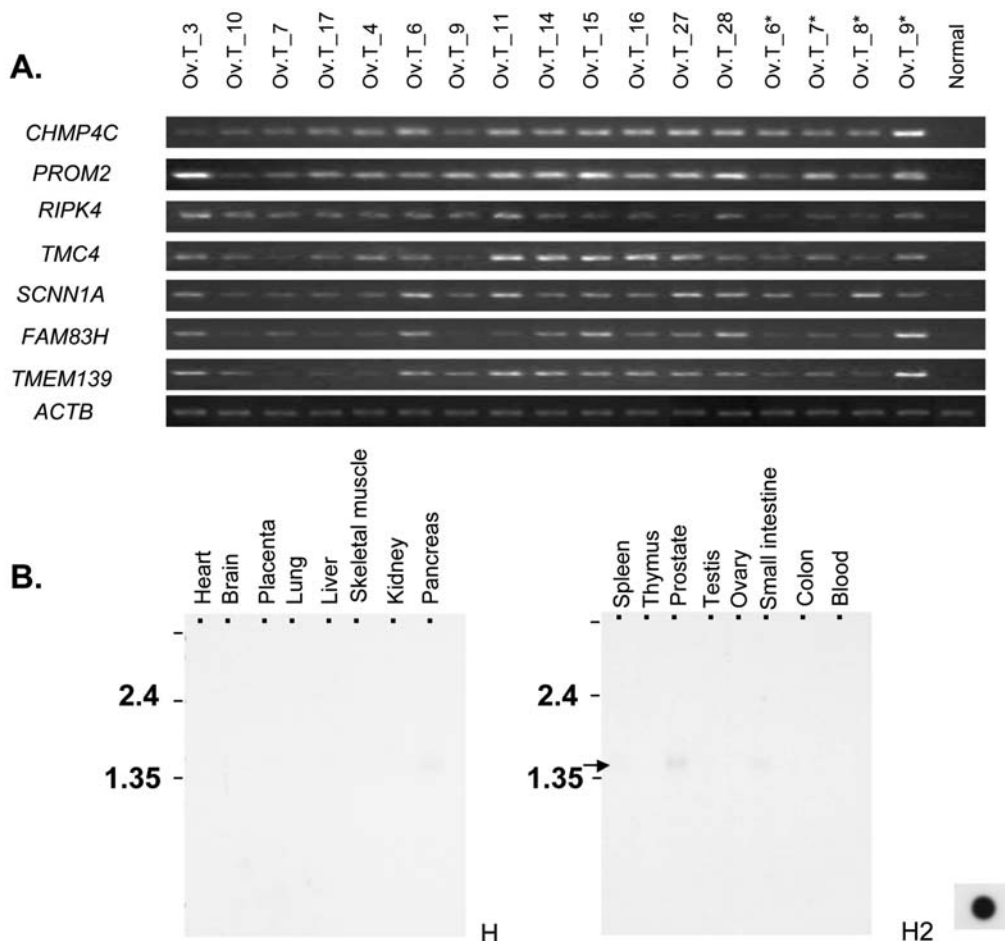 A.
Ov.T_3
Ov.T_10
Ov.T_7
Ov.T_17
Ov.T_4
Ov.T_6
Ov.T_9
Ov.T_11
Ov.T_14
Ov.T_15
Ov.T_16
Ov.T_27
Ov.T_28
Ov.T_6*
Ov.T_7*
Ov.T_8*
Ov.T_9*
Normal
CHMP4C
PROM2
RIPK4
TMC4
SCNN1A
FAM83H
TMEM139
ACTB
B.
Heart
Brain
Placenta
Lung
Liver
Skeletal muscle
Kidney
Pancreas
2.4
1.35
H
Spleen
Thymus
Prostate
Testis
Ovary
Small intestine
Colon
Blood
2.4
1.35
H2